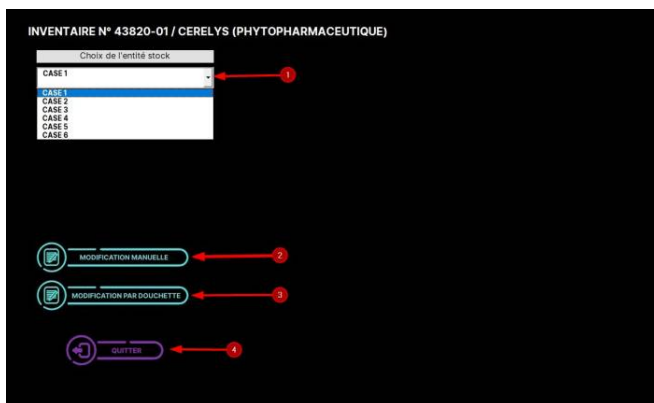 INVENTAIRE N° 43820-01 / CERELYS (PHYTOPHARMACEUTIQUE)
Choix de l'entité stock
CASE 1
1
CASE 1
CASE 2
CASE 3
CASE 4
CASE 5
CASE 6
MODIFICATION MANUELLE
2
MODIFICATION PAR DOUCHETTE
3
QUITTER
4